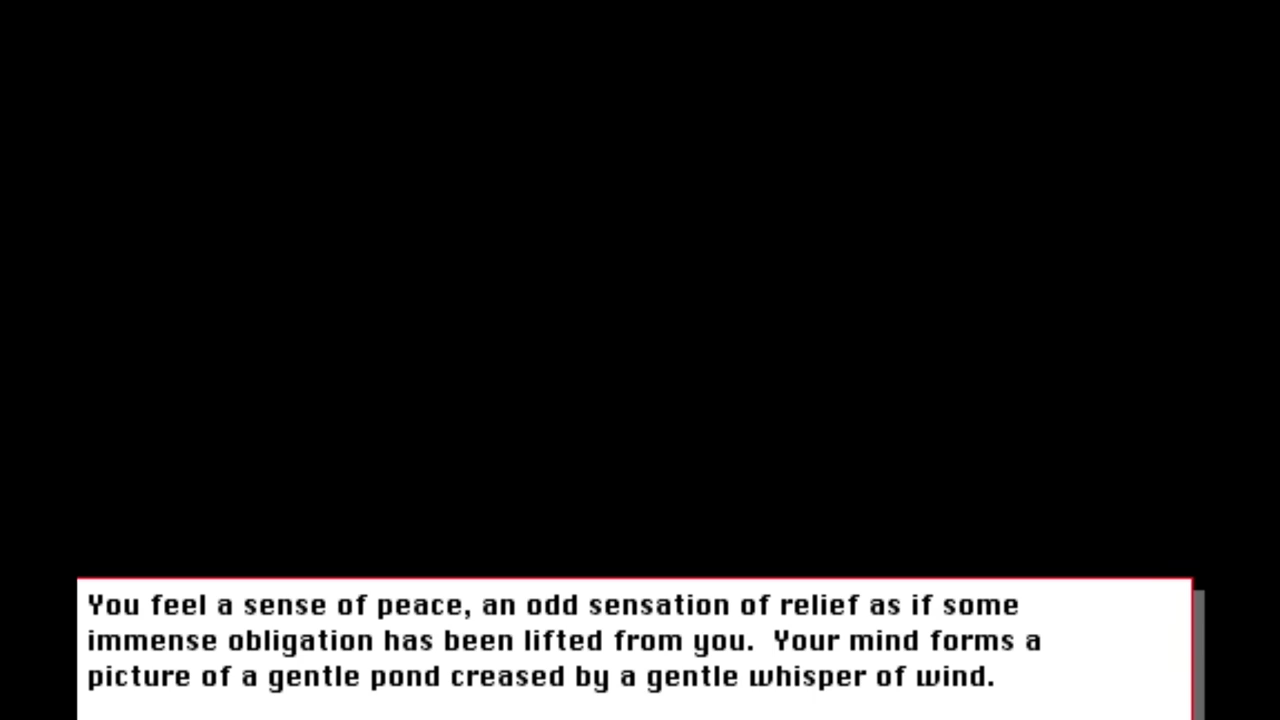 You feel a sense of peace, an odd sensation of relief as if some
immense obligation has been lifted from you.  Your mind forms a
picture of a gentle pond creased by a gentle whisper of wind.